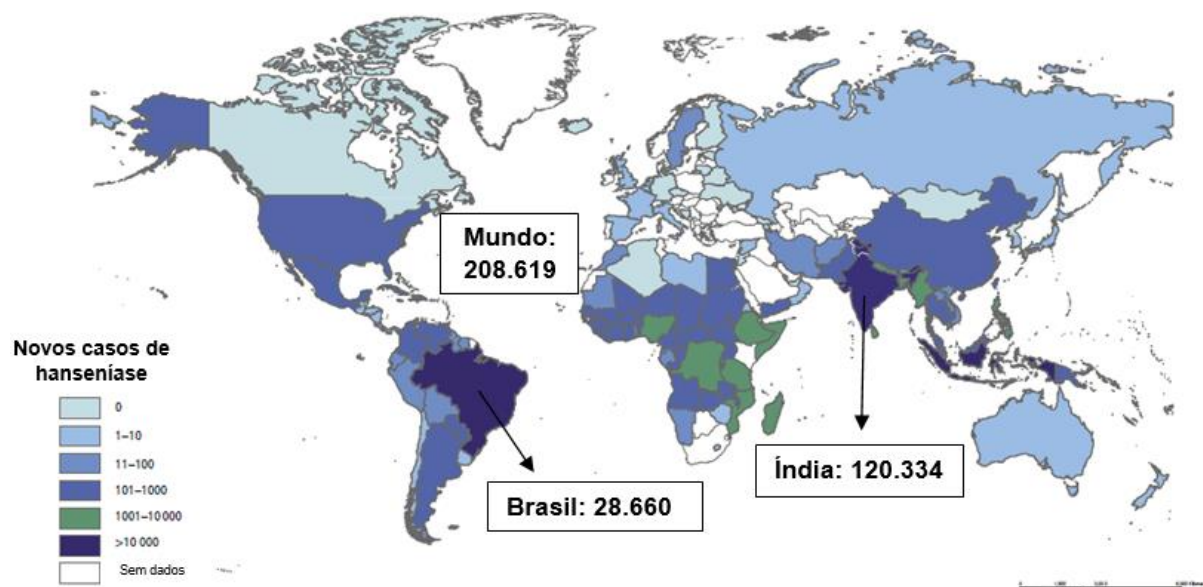 Mundo:
208.619
Novos casos de
hanseníase
0
1–10
11–100
101–1000
1001–10 000
>10 000
Sem dados
Brasil: 28.660
Índia: 120.334